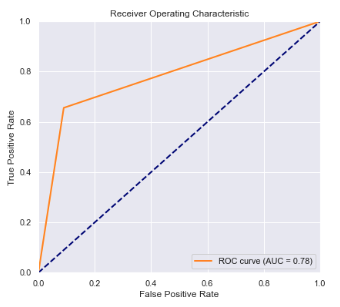 Receiver Operating Characteristic
1.0
0.8
0.6
0.4
0.2
0.0
True Positive Rate
ROC curve (AUC = 0.78)
0.0 0.2 0.4 0.6 0.8 1.0
False Positive Rate